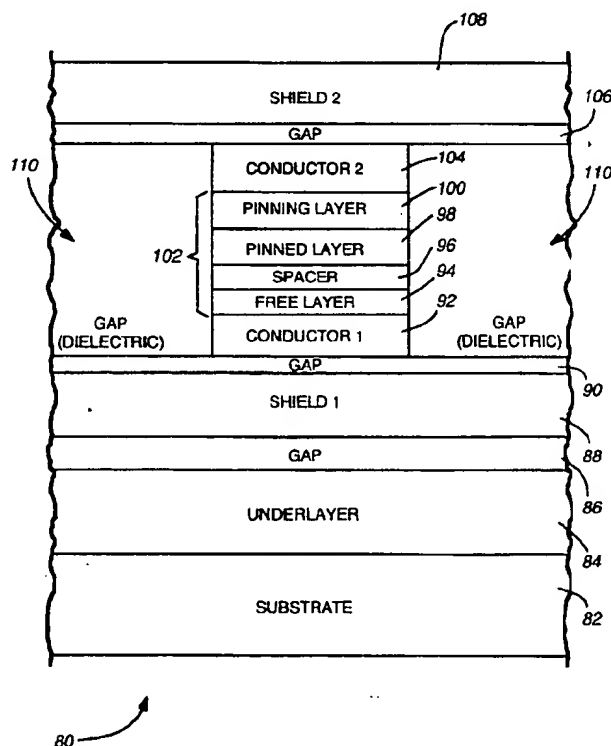 108
SHIELD 2
106
GAP
110
CONDUCTOR 2
104
110
100
PINNING LAYER
98
102
PINNED LAYER
96
SPACER
94
FREE LAYER
92
GAP
(DIELECTRIC)
CONDUCTOR 1
GAP
(DIELECTRIC)
GAP
90
SHIELD 1
88
GAP
86
UNDERLAYER
84
SUBSTRATE
82
80